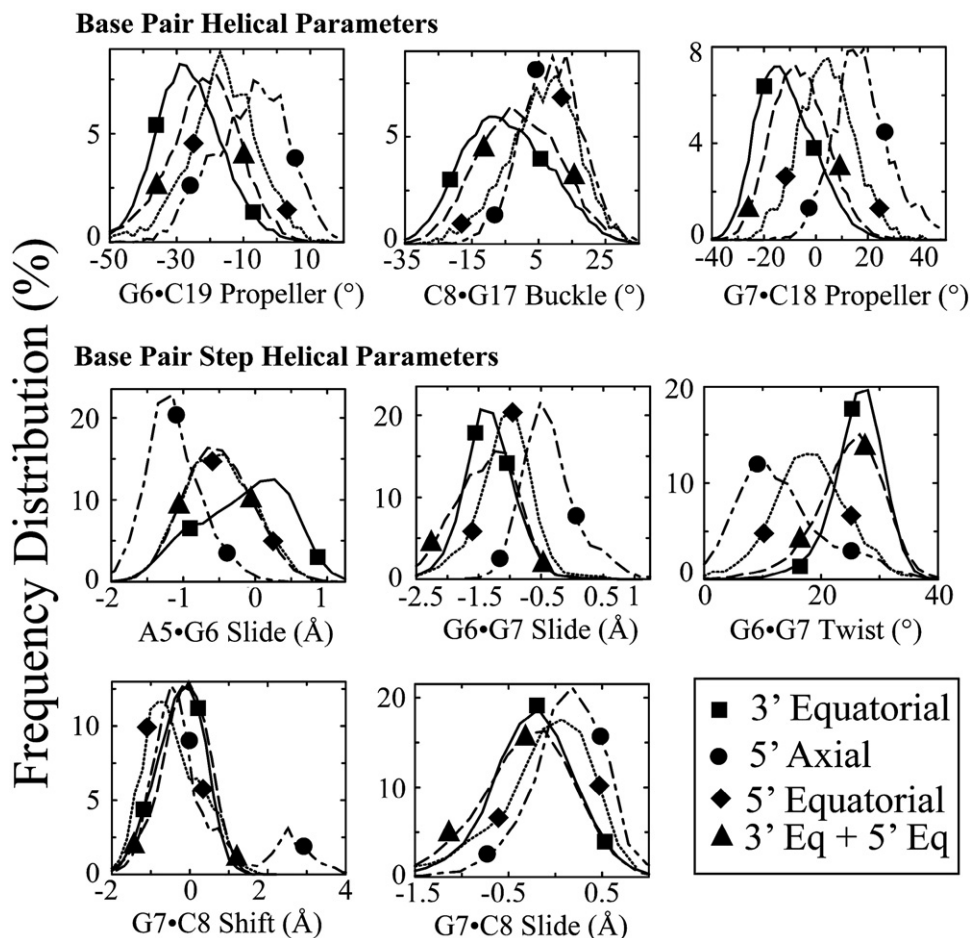 Base Pair Helical Parameters
5
0
-50 -30 -10 10
G6•C19 Propeller (°)
5
0
-35 -15 5 25
C8•G17 Buckle (°)
8
4
0
-40 -20 0 20 40
G7•C18 Propeller (°)
Base Pair Step Helical Parameters
20
10
0
-2 -1 0 1
A5•G6 Slide (Å)
20
15
10
5
0
-2.5 -1.5 -0.5 0.5 1
G6•G7 Slide (Å)
20
10
0
0 20 40
G6•G7 Twist (°)
10
5
0
-2 0 2 4
G7•C8 Shift (Å)
20
10
0
-1.5 -0.5 0.5
G7•C8 Slide (Å)
Frequency Distribution (%)
3’ Equatorial
5’ Axial
5’ Equatorial
3’ Eq + 5’ Eq